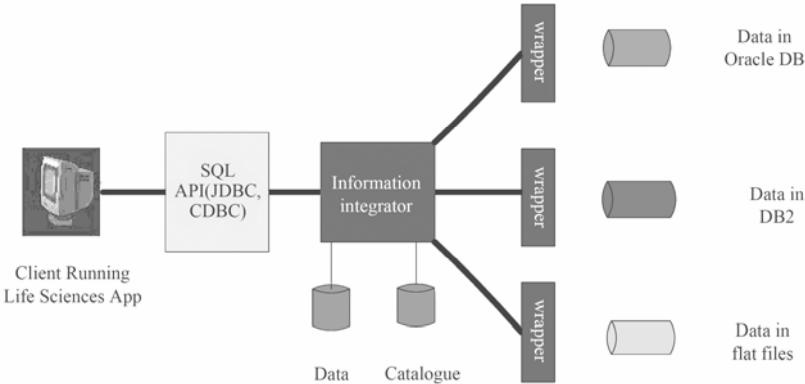 wrapper
Data in
Oracle DB
SQL
API(JDBC,
CDBC)
Information
integrator
wrapper
Data in
DB2
Client Running
Life Sciences App
wrapper
Data in
flat files
Data
Catalogue